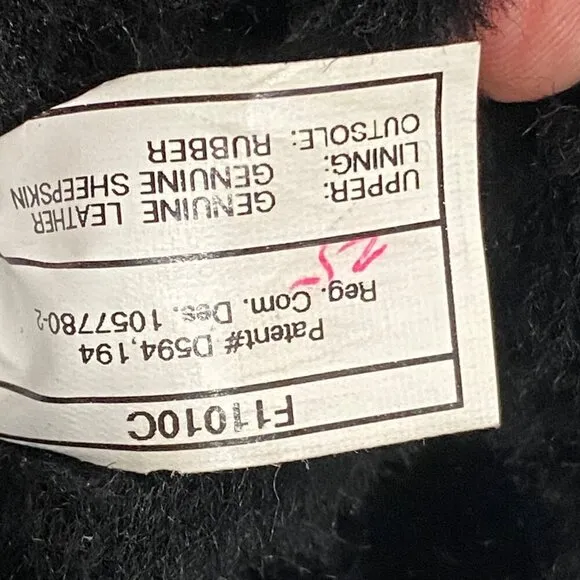 F11010C
Patent# D594,194
Reg. Com. Des. 1057780-2
UPPER: GENUINE LEATHER
LINING: GENUINE SHEEPSKIN
OUTSOLE: RUBBER